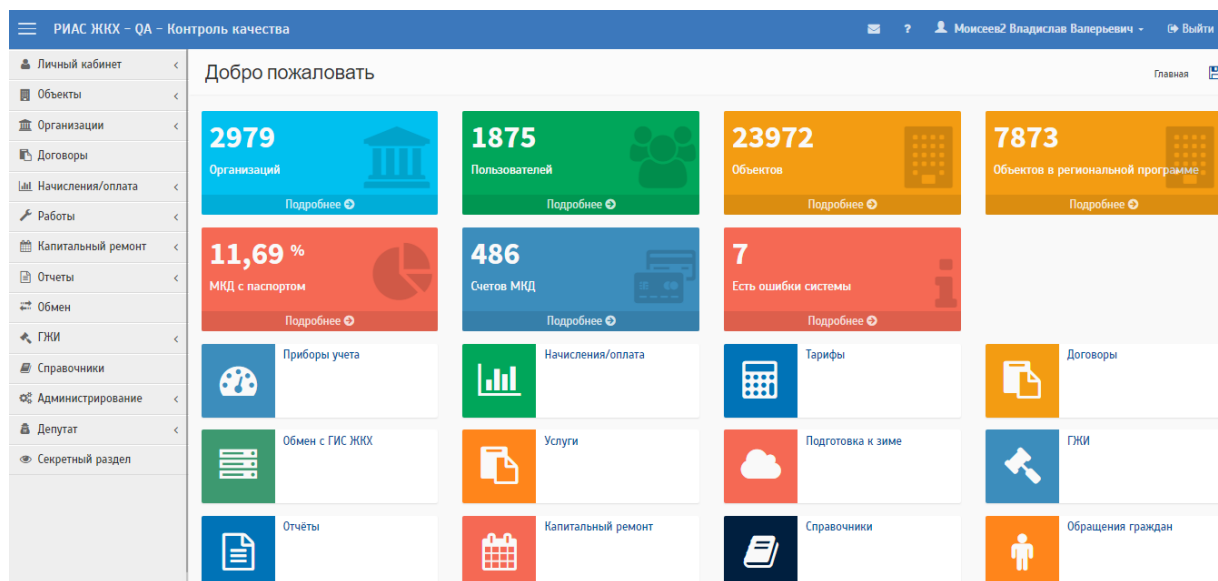 РИАС ЖКХ - QA - Контроль качества
? Моисеев2 Владислав Валерьевич Выйти
Личный кабинет
Объекты
Организации
Договоры
Начисления/оплата
Работы
Капитальный ремонт
Отчеты
Обмен
ГЖИ
Справочники
Администрирование
Депутат
Секретный раздел
Добро пожаловать
Главная
2979
Организаций
Подробнее
1875
Пользователей
Подробнее
23972
Объектов
Подробнее
7873
Объектов в региональной программе
Подробнее
11,69 %
МКД с паспортом
Подробнее
486
Счетов МКД
Подробнее
7
Есть ошибки системы
Подробнее
Приборы учета
Начисления/оплата
Тарифы
Договоры
Обмен с ГИС ЖКХ
Услуги
Подготовка к зиме
ГЖИ
Отчёты
Капитальный ремонт
Справочники
Обращения граждан